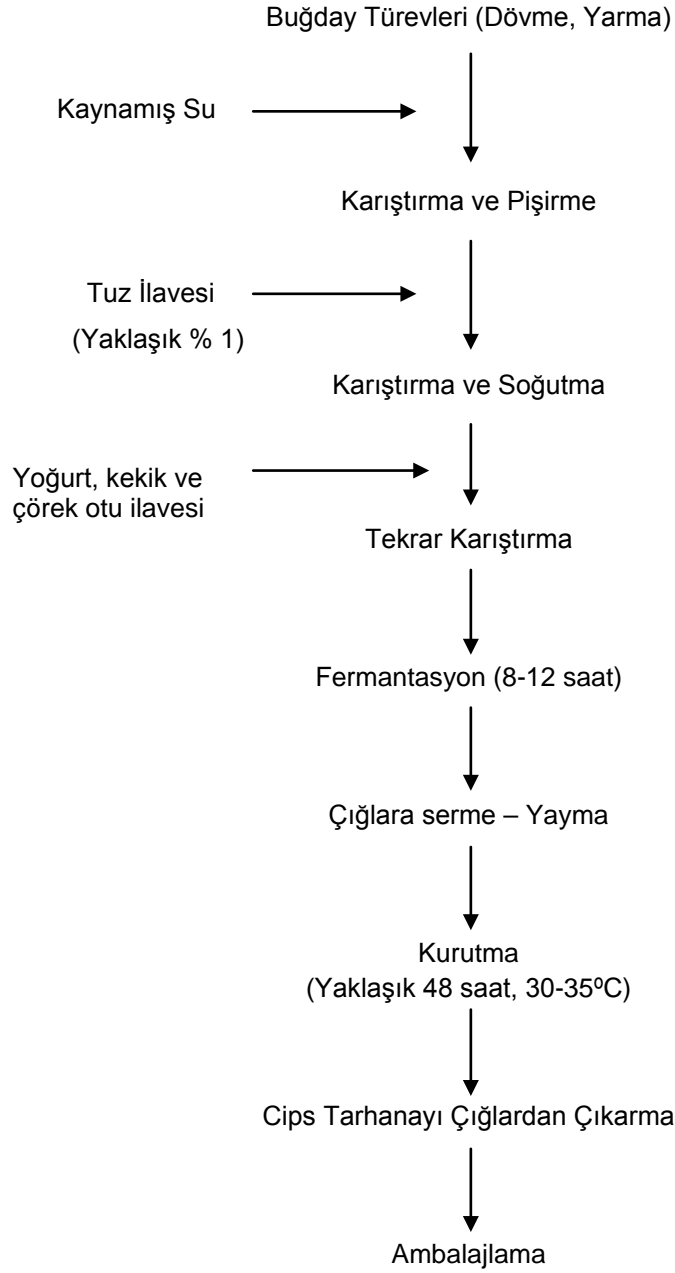 Buğday Türevleri (Dövme, Yarma)
Kaynamış Su
Karıştırma ve Pişirme
Tuz İlavesi
(Yaklaşık % 1)
Karıştırma ve Soğutma
Yoğurt, kekik ve
çörek otu ilavesi
Tekrar Karıştırma
Fermantasyon (8-12 saat)
Çığlara serme – Yayma
Kurutma
(Yaklaşık 48 saat, 30-35ºC)
Cips Tarhanayı Çığlardan Çıkarma
Ambalajlama